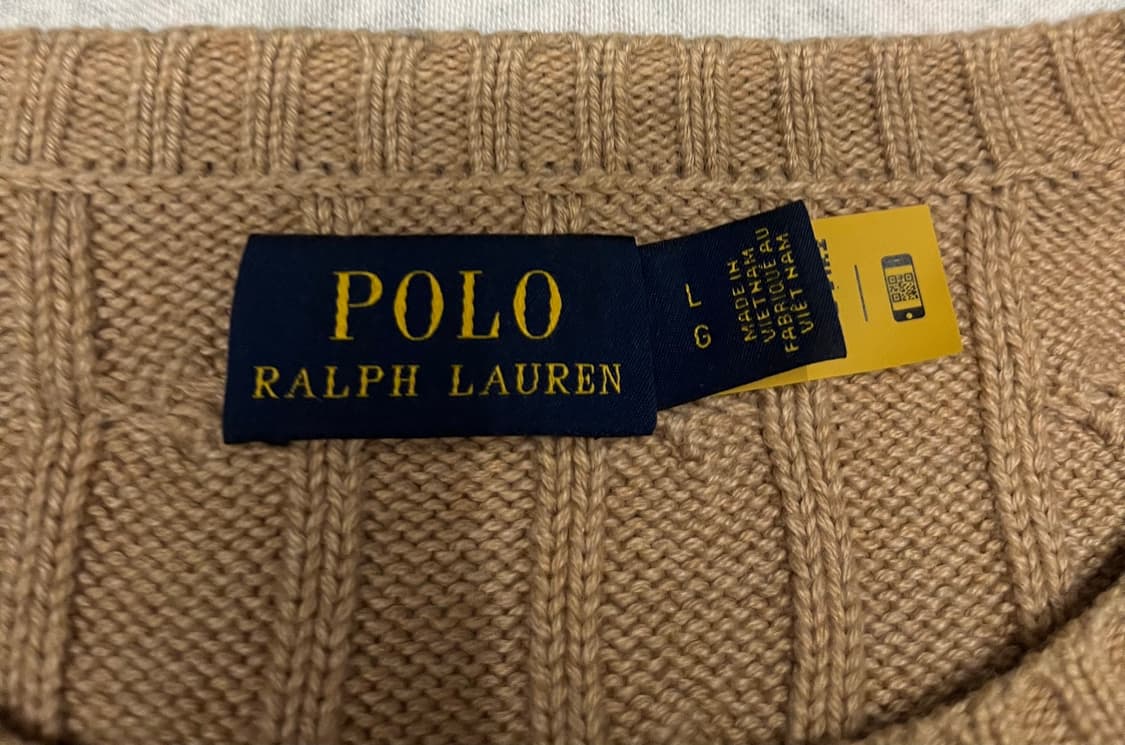 POLO
RALPH LAUREN
L
G
MADE IN
VIETNAM
FABRIQUÉ AU
VIET NAM